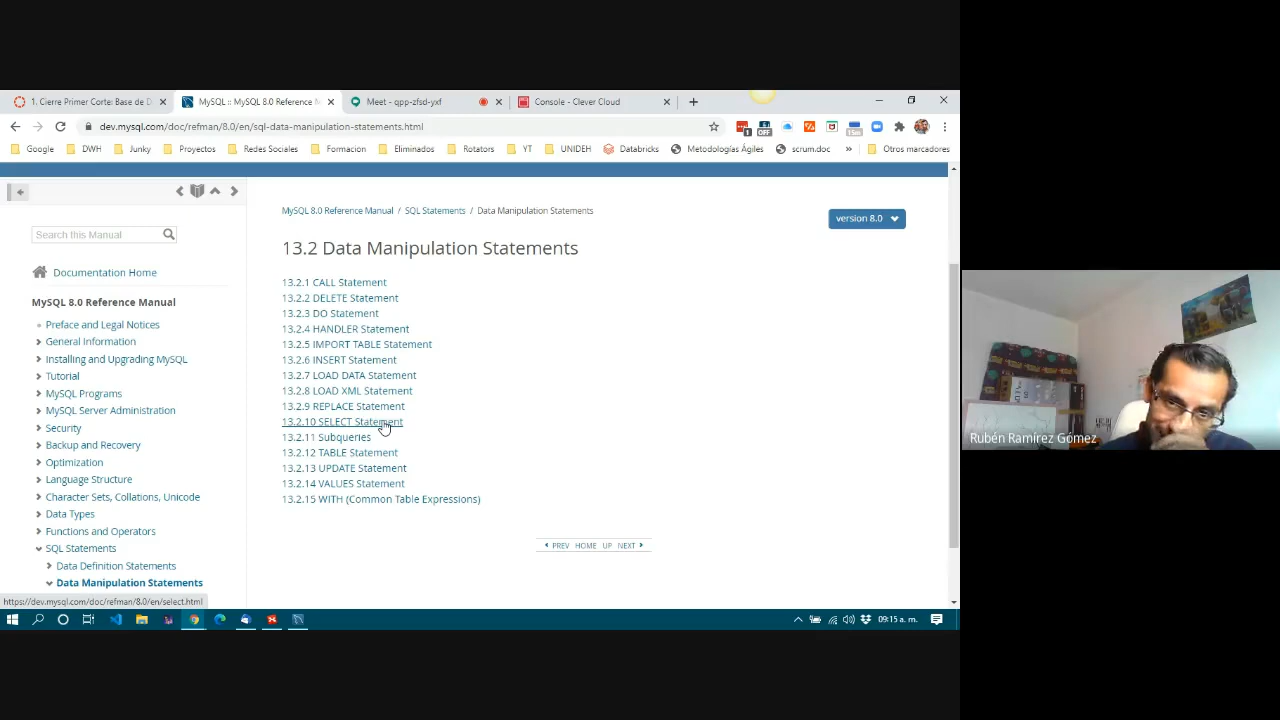 1. Cierre Primer Corte: Base de D
MySQL :: MySQL 8.0 Reference M
Meet - qpp-zfsd-yxf
Console - Clever Cloud
dev.mysql.com/doc/refman/8.0/en/sql-data-manipulation-statements.html
1
OFF
15m
Google
DWH
Junky
Proyectos
Redes Sociales
Formacion
Eliminados
Rotators
YT
UNIDEH
Databricks
Metodologías Ágiles
scrum.doc
»
Otros marcadores
MySQL 8.0 Reference Manual / SQL Statements / Data Manipulation Statements
version 8.0
Search this Manual
13.2 Data Manipulation Statements
Documentation Home
MySQL 8.0 Reference Manual
Preface and Legal Notices
General Information
Installing and Upgrading MySQL
Tutorial
MySQL Programs
MySQL Server Administration
Security
Backup and Recovery
Optimization
Language Structure
Character Sets, Collations, Unicode
Data Types
Functions and Operators
SQL Statements
Data Definition Statements
Data Manipulation Statements
13.2.1 CALL Statement
13.2.2 DELETE Statement
13.2.3 DO Statement
13.2.4 HANDLER Statement
13.2.5 IMPORT TABLE Statement
13.2.6 INSERT Statement
13.2.7 LOAD DATA Statement
13.2.8 LOAD XML Statement
13.2.9 REPLACE Statement
13.2.10 SELECT Statement
13.2.11 Subqueries
13.2.12 TABLE Statement
13.2.13 UPDATE Statement
13.2.14 VALUES Statement
13.2.15 WITH (Common Table Expressions)
PREV HOME UP NEXT
https://dev.mysql.com/doc/refman/8.0/en/select.html
09:15 a. m.
Rubén Ramírez Gómez